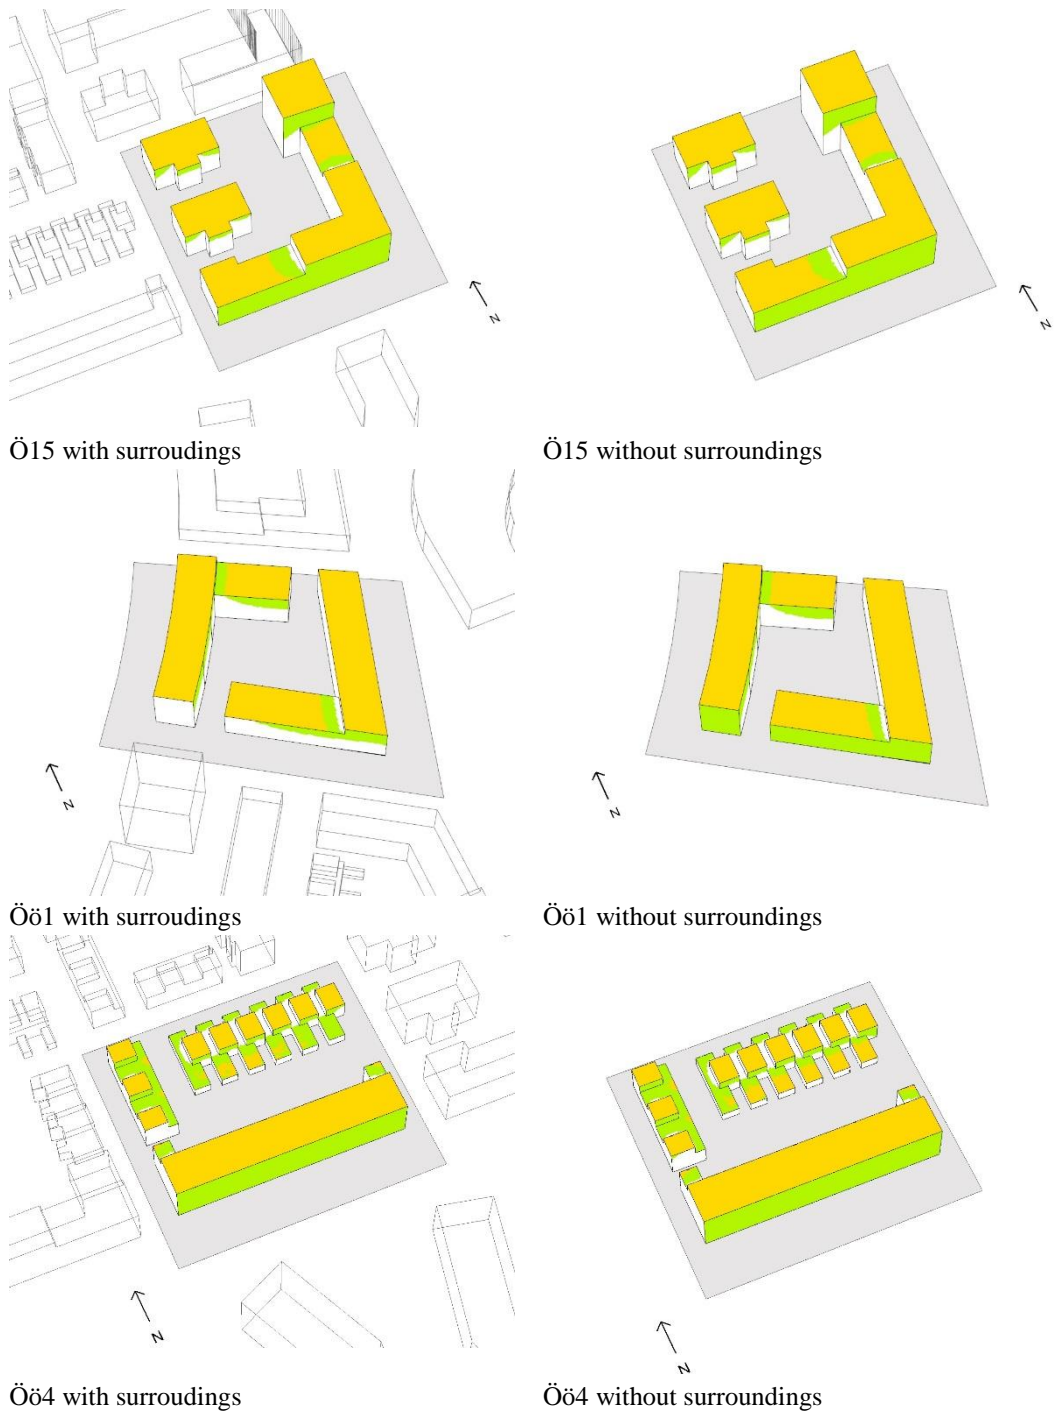 N
N
Ö15 with surroudings
Ö15 without surroundings
N
N
Öö1 with surroudings
Öö1 without surroundings
N
N
Öö4 with surroudings
Öö4 without surroundings